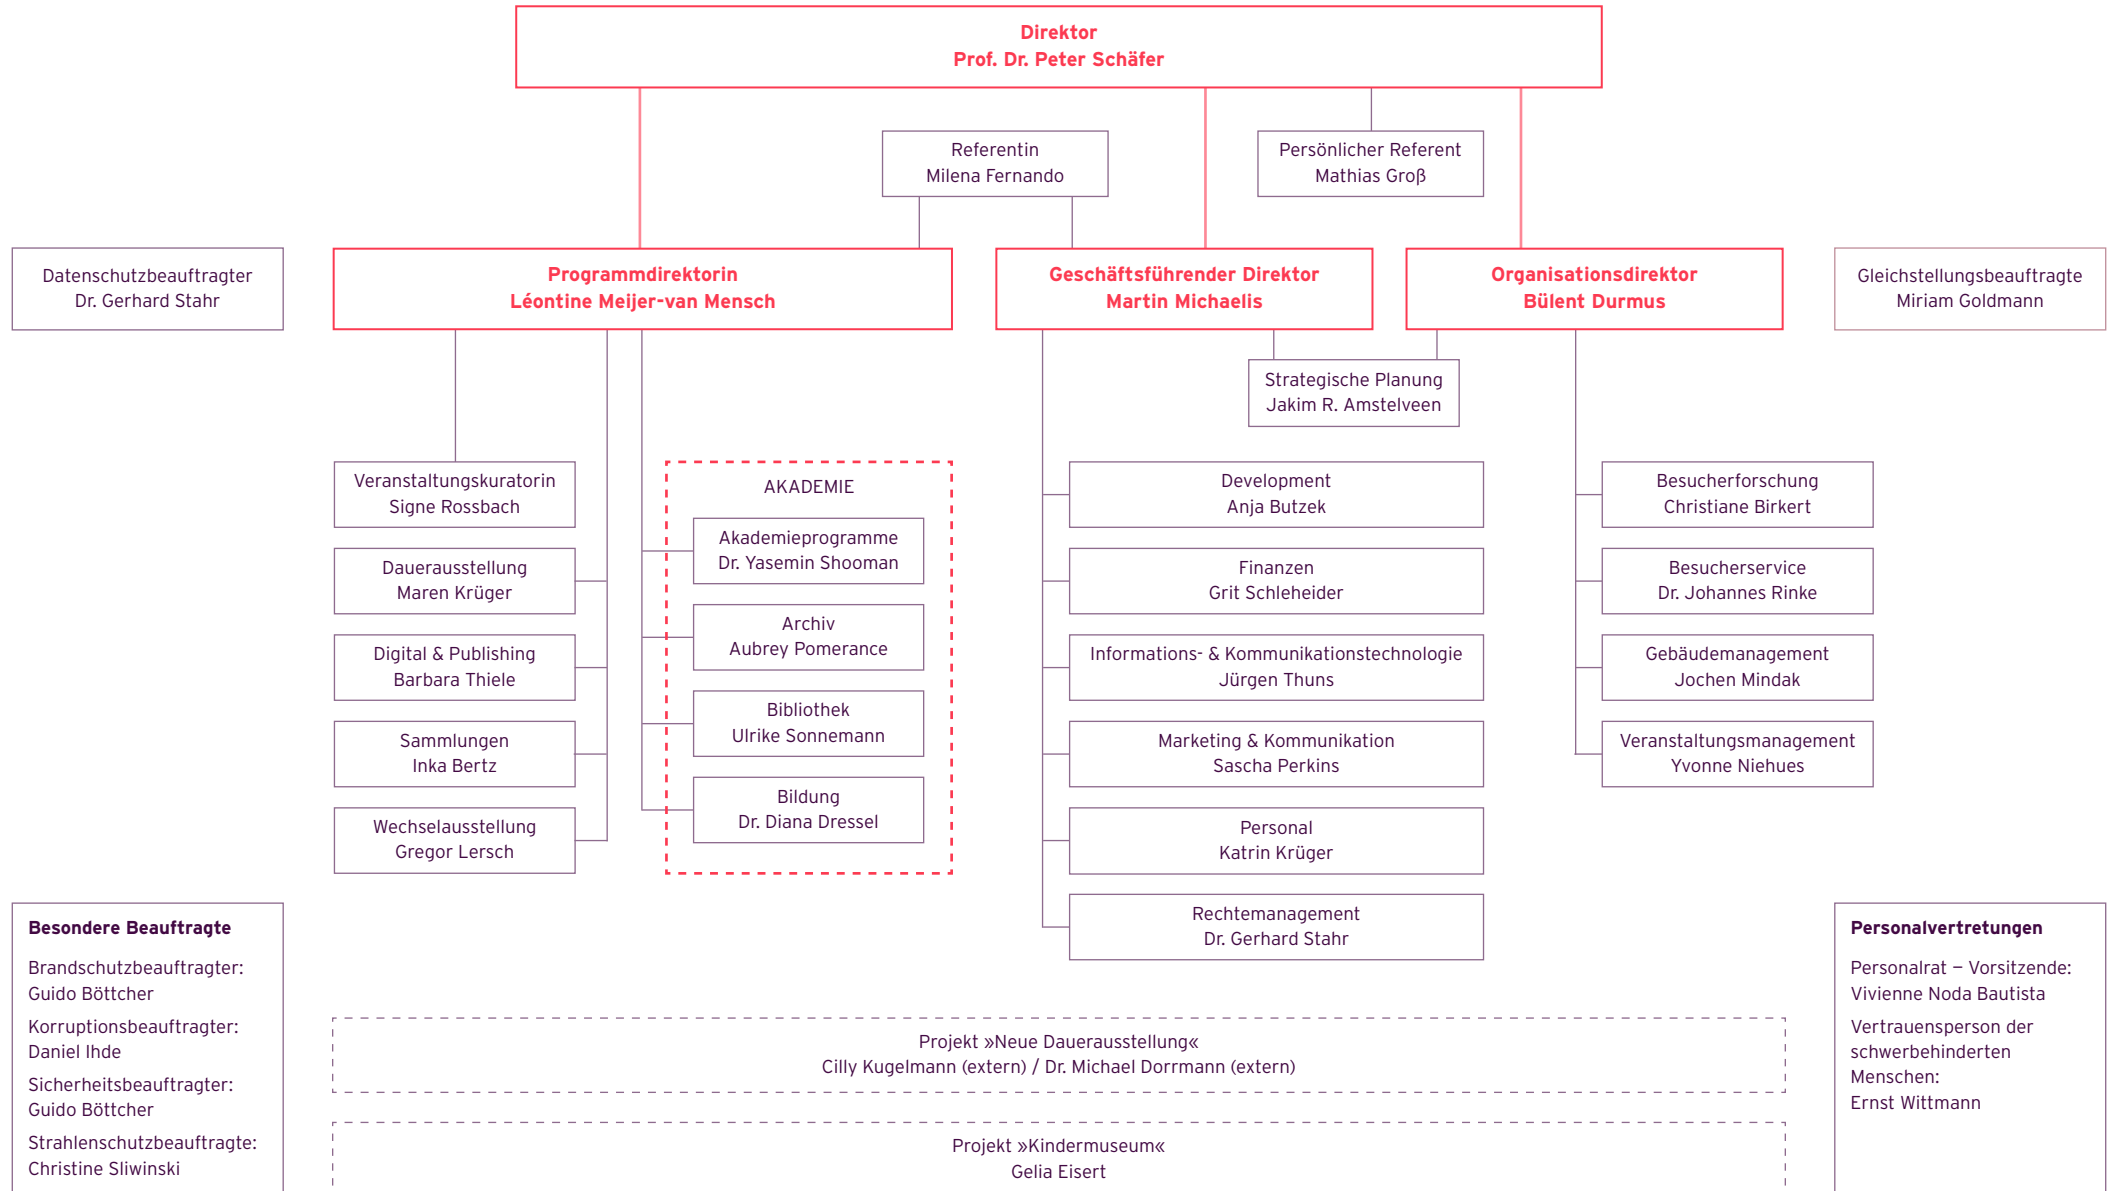 Direktor
Prof. Dr. Peter Schäfer
Referentin
Milena Fernando
Persönlicher Referent
Mathias Groß
Datenschutzbeauftragter
Dr. Gerhard Stahr
Programmdirektorin
Léontine Meijer-van Mensch
Geschäftsführender Direktor
Martin Michaelis
Organisationsdirektor
Bülent Durmus
Gleichstellungsbeauftragte
Miriam Goldmann
Strategische Planung
Jakim R. Amstelveen
Veranstaltungskuratorin
Signe Rossbach
Dauerausstellung
Maren Krüger
Digital & Publishing
Barbara Thiele
Sammlungen
Inka Bertz
Wechselausstellung
Gregor Lersch
AKADEMIE
Akademieprogramme
Dr. Yasemin Shooman
Archiv
Aubrey Pomerance
Bibliothek
Ulrike Sonnemann
Bildung
Dr. Diana Dressel
Development
Anja Butzek
Finanzen
Grit Schleheider
Informations- & Kommunikationstechnologie
Jürgen Thuns
Marketing & Kommunikation
Sascha Perkins
Personal
Katrin Krüger
Rechtemanagement
Dr. Gerhard Stahr
Besucherforschung
Christiane Birkert
Besucherservice
Dr. Johannes Rinke
Gebäudemanagement
Jochen Mindak
Veranstaltungsmanagement
Yvonne Niehues
Besondere Beauftragte
Brandschutzbeauftragter:
Guido Böttcher
Korruptionsbeauftragter:
Daniel Ihde
Sicherheitsbeauftragter:
Guido Böttcher
Strahlenschutzbeauftragte:
Christine Sliwinski
Projekt »Neue Dauerausstellung«
Cilly Kugelmann (extern) / Dr. Michael Dorrmann (extern)
Projekt »Kindermuseum«
Gelia Eisert
Personalvertretungen
Personalrat – Vorsitzende:
Vivienne Noda Bautista
Vertrauensperson der
schwerbehinderten
Menschen:
Ernst Wittmann